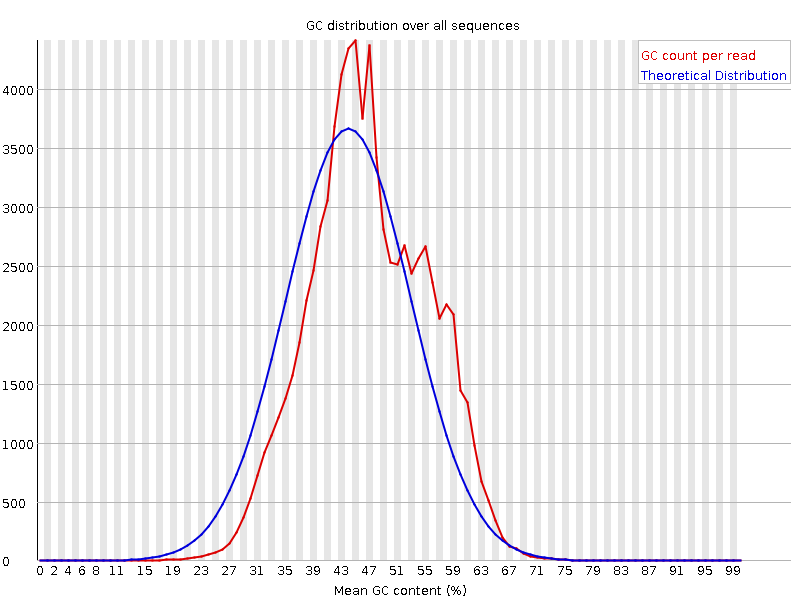 GC distribution over all sequences
GC count per read
Theoretical Distribution
4000
3500
3000
2500
2000
1500
1000
500
0
0 2 4 6 8 11 15 19 23 27 31 35 39 43 47 51 55 59 63 67 71 75 79 83 87 91 95 99
Mean GC content (%)